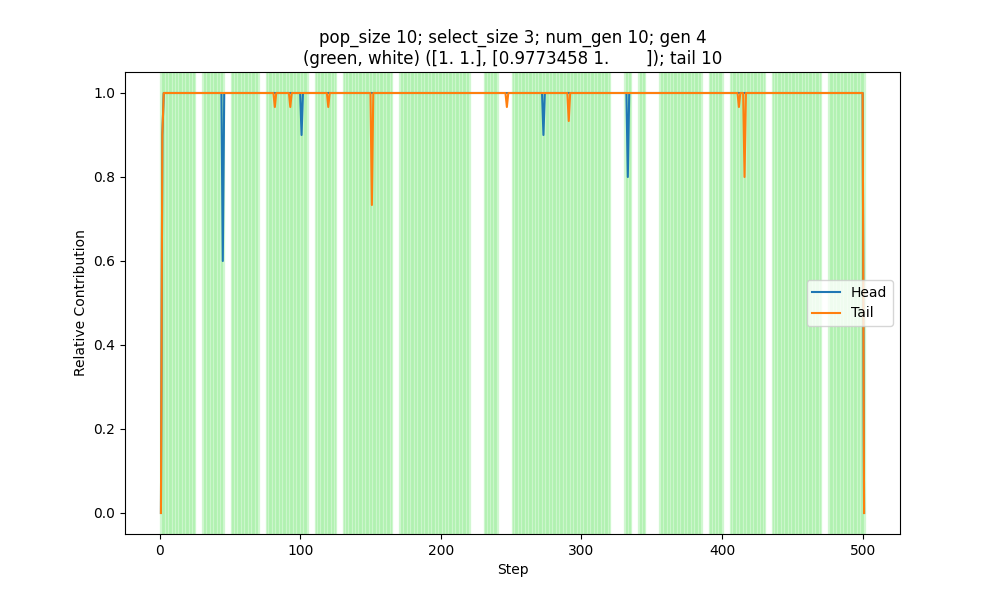 pop_size 10; select_size 3; num_gen 10; gen 4
(green, white) ([1. 1.], [0.9773458 1.        ]); tail 10
1.0
0.8
0.6
0.4
0.2
0.0
Relative Contribution
Head
Tail
0
100
200
300
400
500
Step